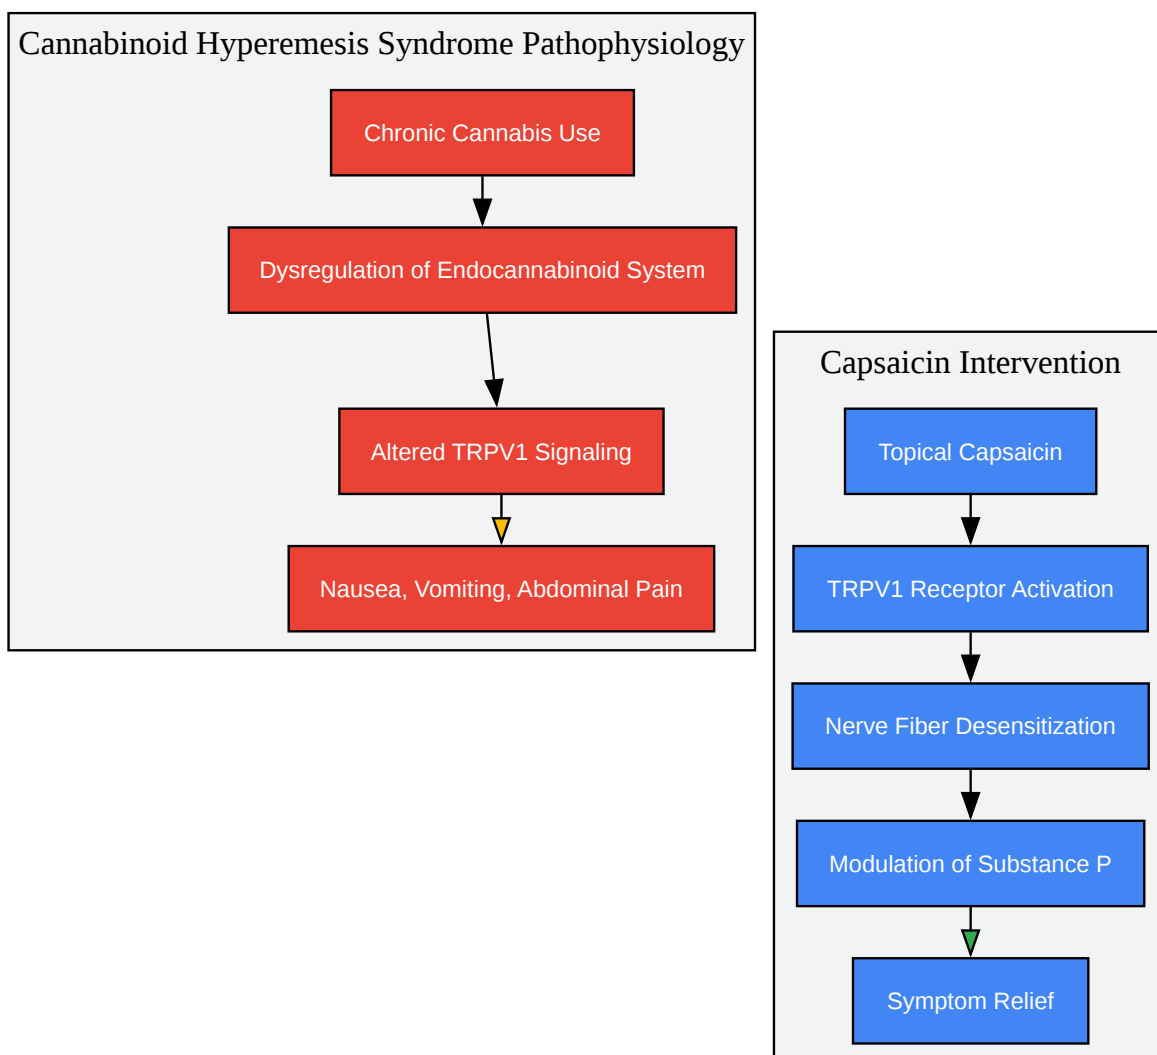 Cannabinoid Hyperemesis Syndrome Pathophysiology
Chronic Cannabis Use
Dysregulation of Endocannabinoid System
Altered TRPV1 Signaling
Nausea, Vomiting, Abdominal Pain
Capsaicin Intervention
Topical Capsaicin
TRPV1 Receptor Activation
Nerve Fiber Desensitization
Modulation of Substance P
Symptom Relief